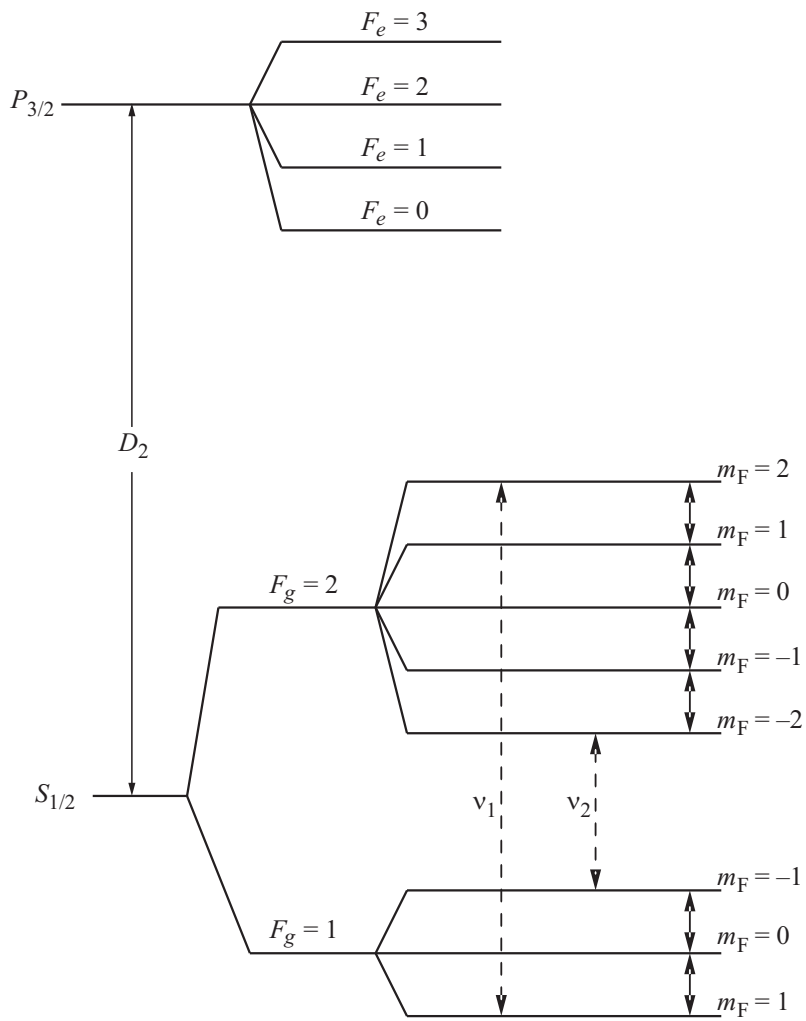 F_e = 3
P_{3/2}
F_e = 2
F_e = 1
F_e = 0
D_2
m_F = 2
m_F = 1
F_g = 2
m_F = 0
m_F = –1
m_F = –2
S_{1/2}
ν_1
ν_2
m_F = –1
F_g = 1
m_F = 0
m_F = 1